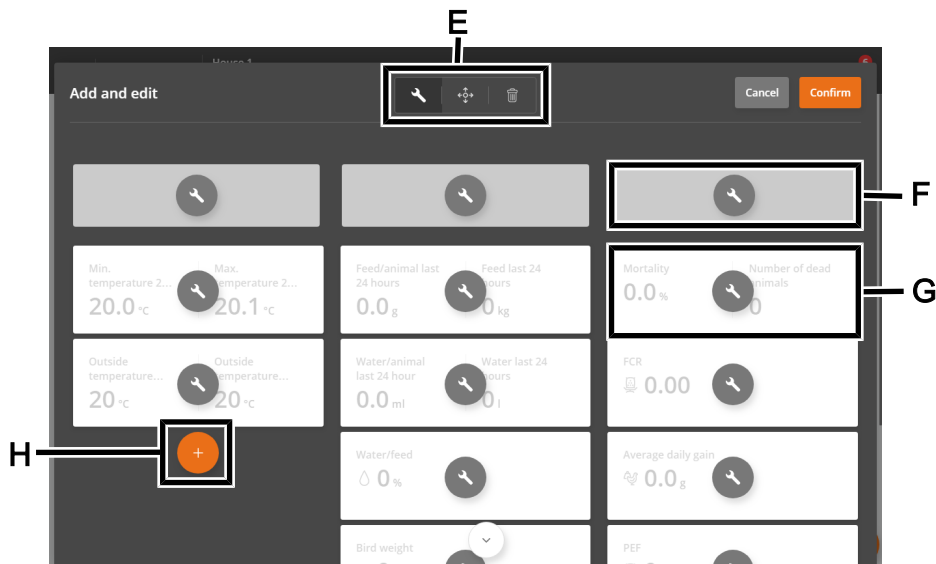 E
House 1
6
Add and edit
Cancel
Confirm
F
Min.
temperature 2...
Max.
temperature 2...
20.0 °C
20.1 °C
Feed/animal last
24 hours
Feed last 24
hours
0.0 g
0 kg
Mortality
Number of dead
animals
0.0 %
0
G
Outside
temperature...
Outside
temperature...
20 °C
20 °C
Water/animal
last 24 hour
Water last 24
hours
0.0 ml
0 l
FCR
0.00
H
+
Water/feed
0 %
Average daily gain
0.0 g
Bird weight
PEF